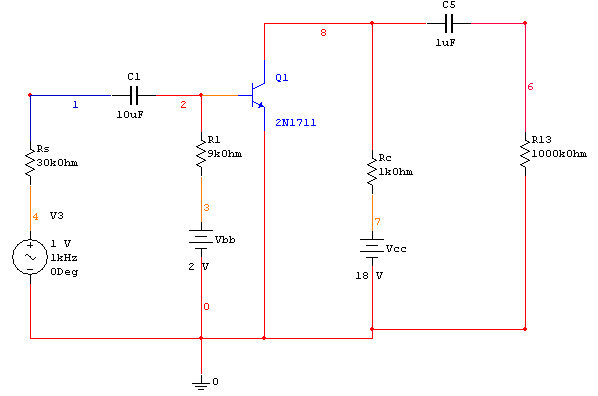 8
C5
1uF
C1
10uF
1
2
Q1
2N1711
6
Rs
30kOhm
R1
9kOhm
Rc
1kOhm
R13
1000kOhm
4
V3
1 V
1kHz
0Deg
3
Vbb
2 V
7
Vcc
18 V
0
0